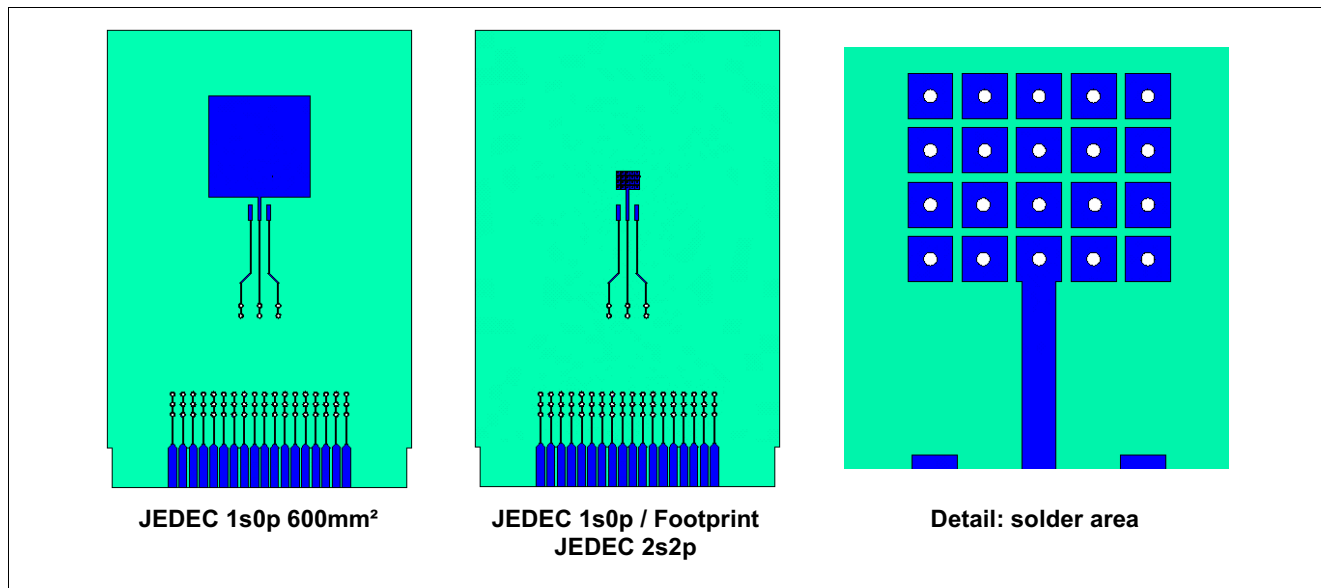 JEDEC 1s0p 600mm²
JEDEC 1s0p / Footprint
JEDEC 2s2p
Detail: solder area